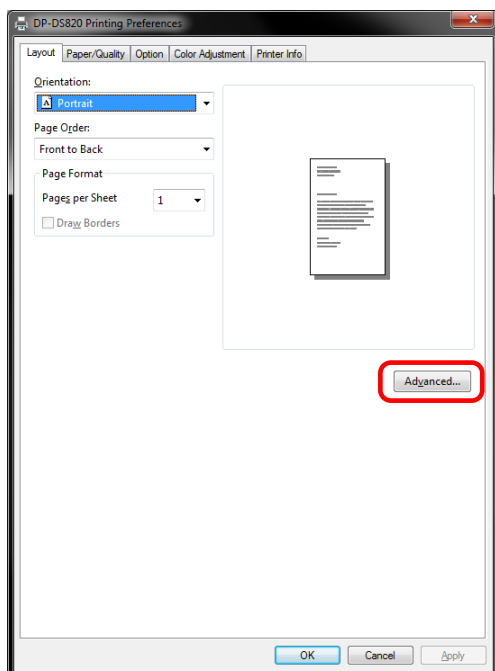 DP-DS820 Printing Preferences
Layout Paper/Quality Option Color Adjustment Printer Info
Orientation:
A Portrait
Page Order:
Front to Back
Page Format
Pages per Sheet 1
Draw Borders
Advanced...
OK Cancel Apply